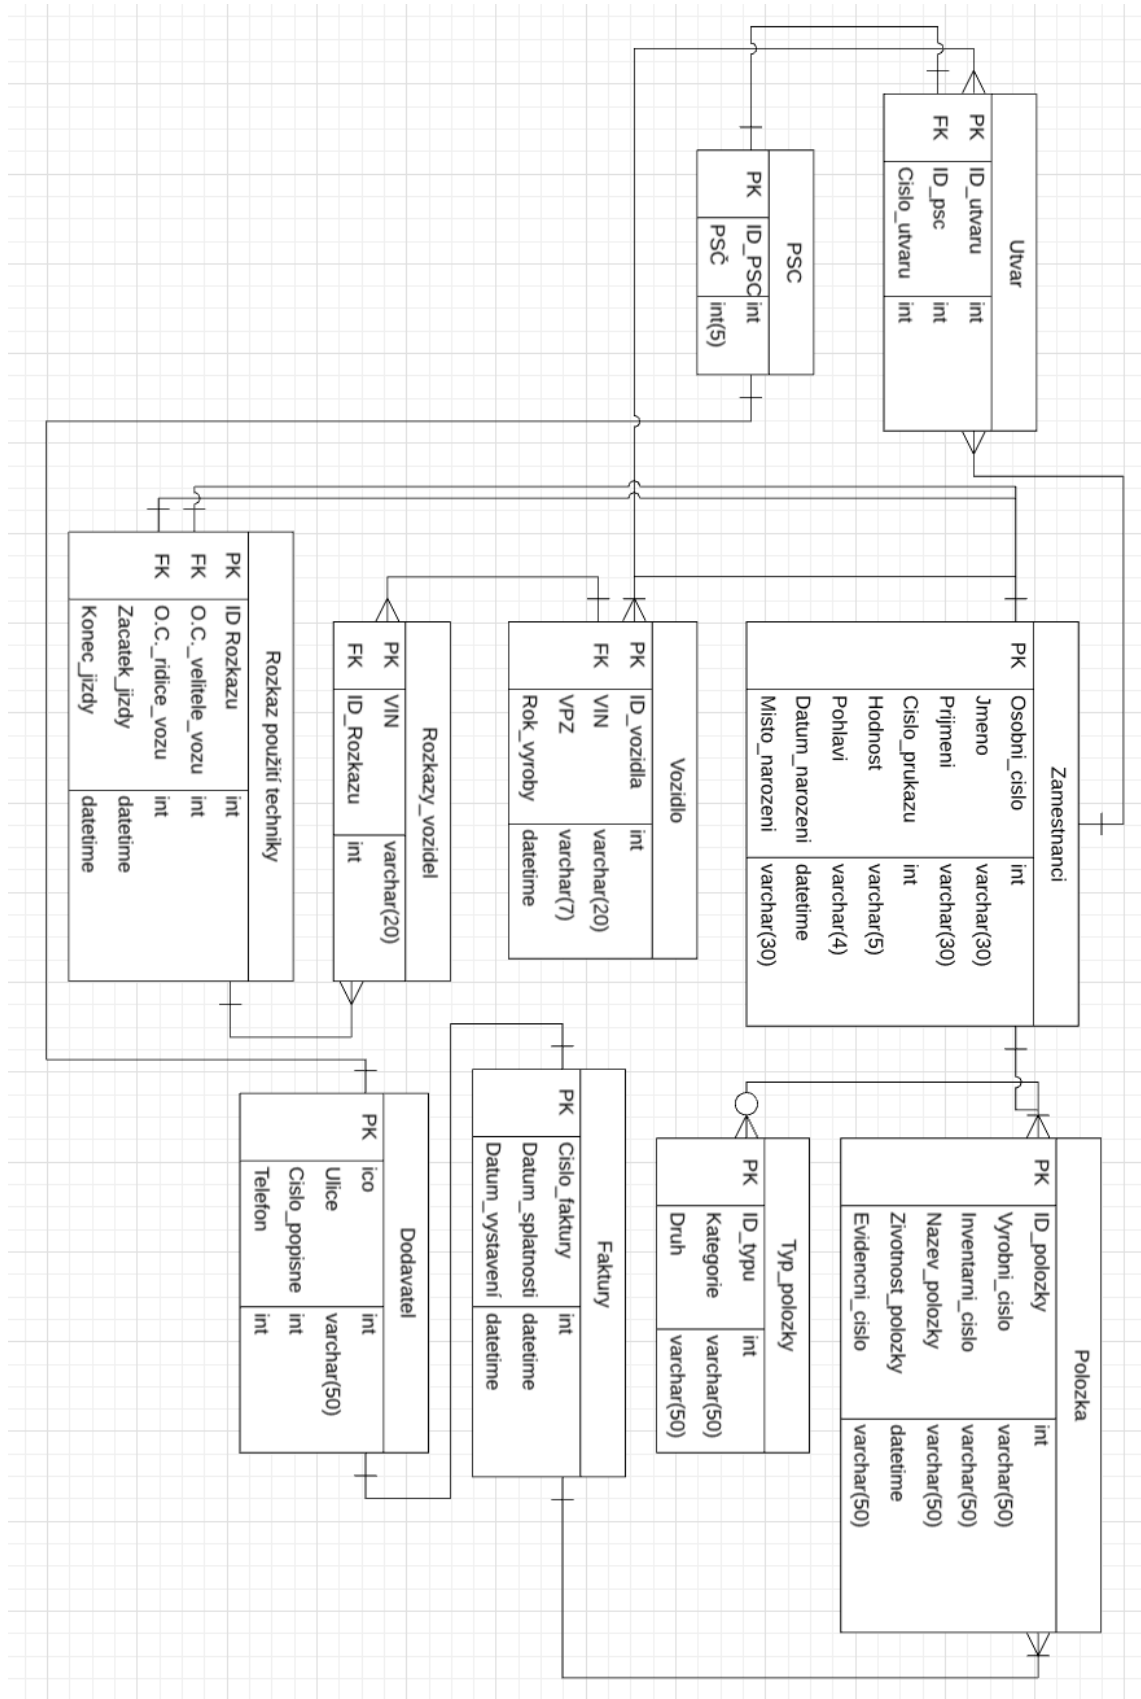 Utvar
PK ID_utvaru int
FK ID_psc int
Cislo_utvaru int
PSC
PK ID_PSC int
PSČ int(5)
Zamestnanci
PK Osobni_cislo int
Jmeno varchar(30)
Prijmeni varchar(30)
Cislo_prukazu int
Hodnost varchar(5)
Pohlavi varchar(4)
Datum_narozeni datetime
Misto_narozeni varchar(30)
Vozidlo
PK ID_vozidla int
FK VIN varchar(20)
VPZ varchar(7)
Rok_vyroby datetime
Rozkazy_vozidel
PK VIN varchar(20)
FK ID_Rozkazu int
Rozkaz použití techniky
PK ID Rozkazu int
FK O.C._velitele_vozu int
FK O.C._ridice_vozu int
Zacatek_jizdy datetime
Konec_jizdy datetime
Polozka
PK ID_polozky int
Vyrobni_cislo varchar(50)
Inventarni_cislo varchar(50)
Nazev_polozky varchar(50)
Zivotnost_polozky datetime
Evidencni_cislo varchar(50)
Typ_polozky
PK ID_typu int
Kategorie varchar(50)
Druh varchar(50)
Faktury
PK Cislo_faktury int
Datum_splatnosti datetime
Datum_vystavení datetime
Dodavatel
PK ico int
Ulice varchar(50)
Cislo_popisne int
Telefon int